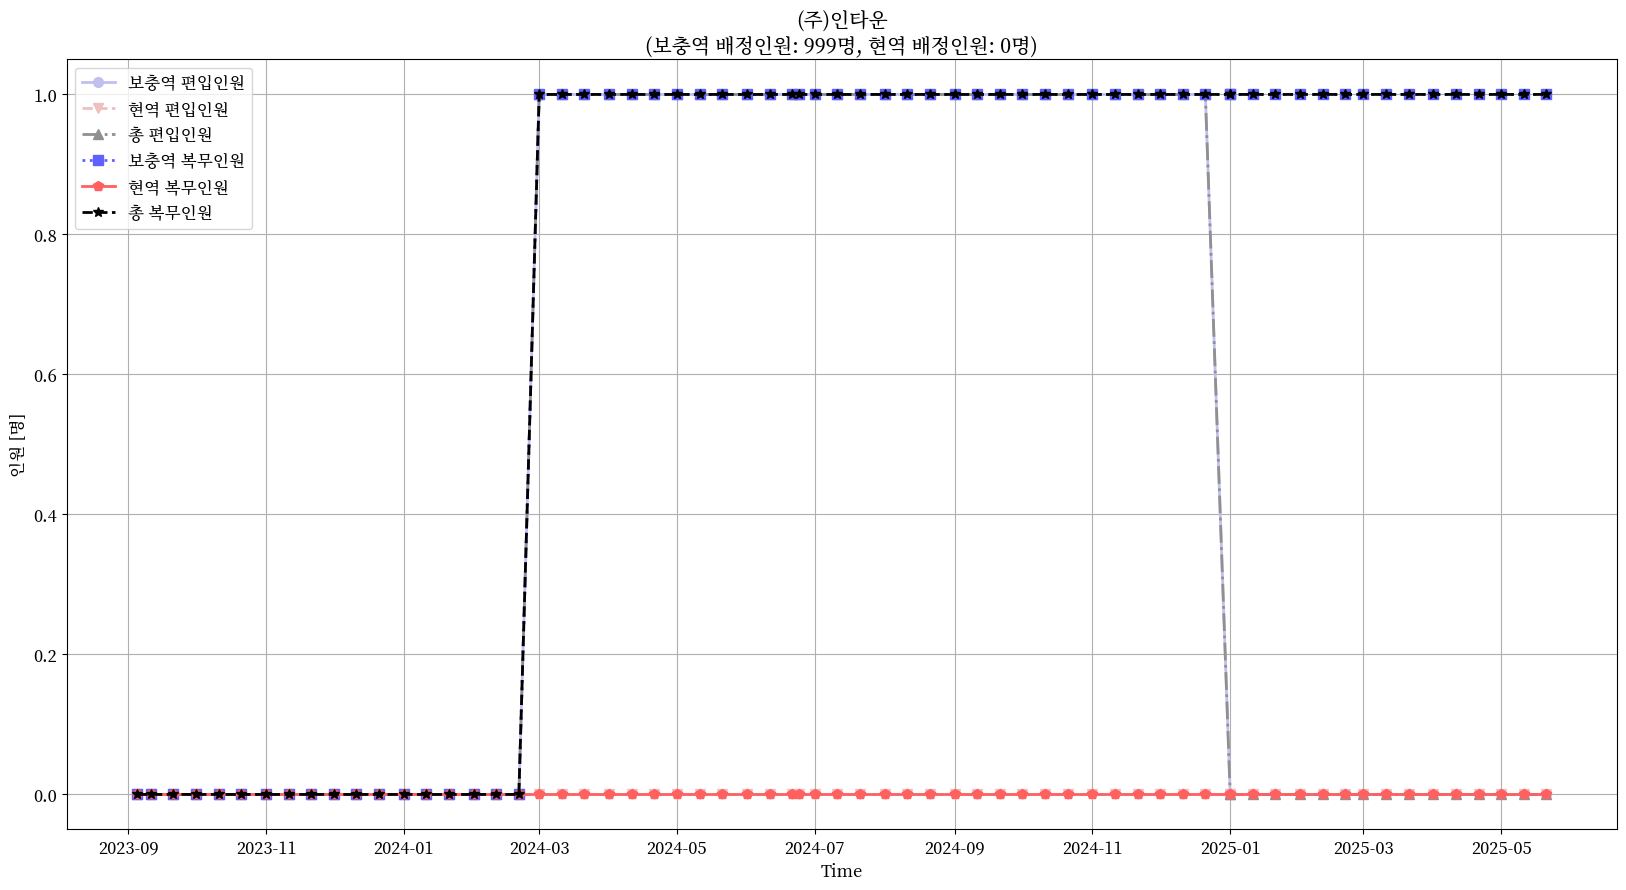 (주)인타운
(보충역 배정인원: 999명, 현역 배정인원: 0명)
보충역 편입인원
현역 편입인원
총 편입인원
보충역 복무인원
현역 복무인원
총 복무인원
1.0
0.8
0.6
0.4
0.2
0.0
인원 [명]
2023-09 2023-11 2024-01 2024-03 2024-05 2024-07 2024-09 2024-11 2025-01 2025-03 2025-05
Time